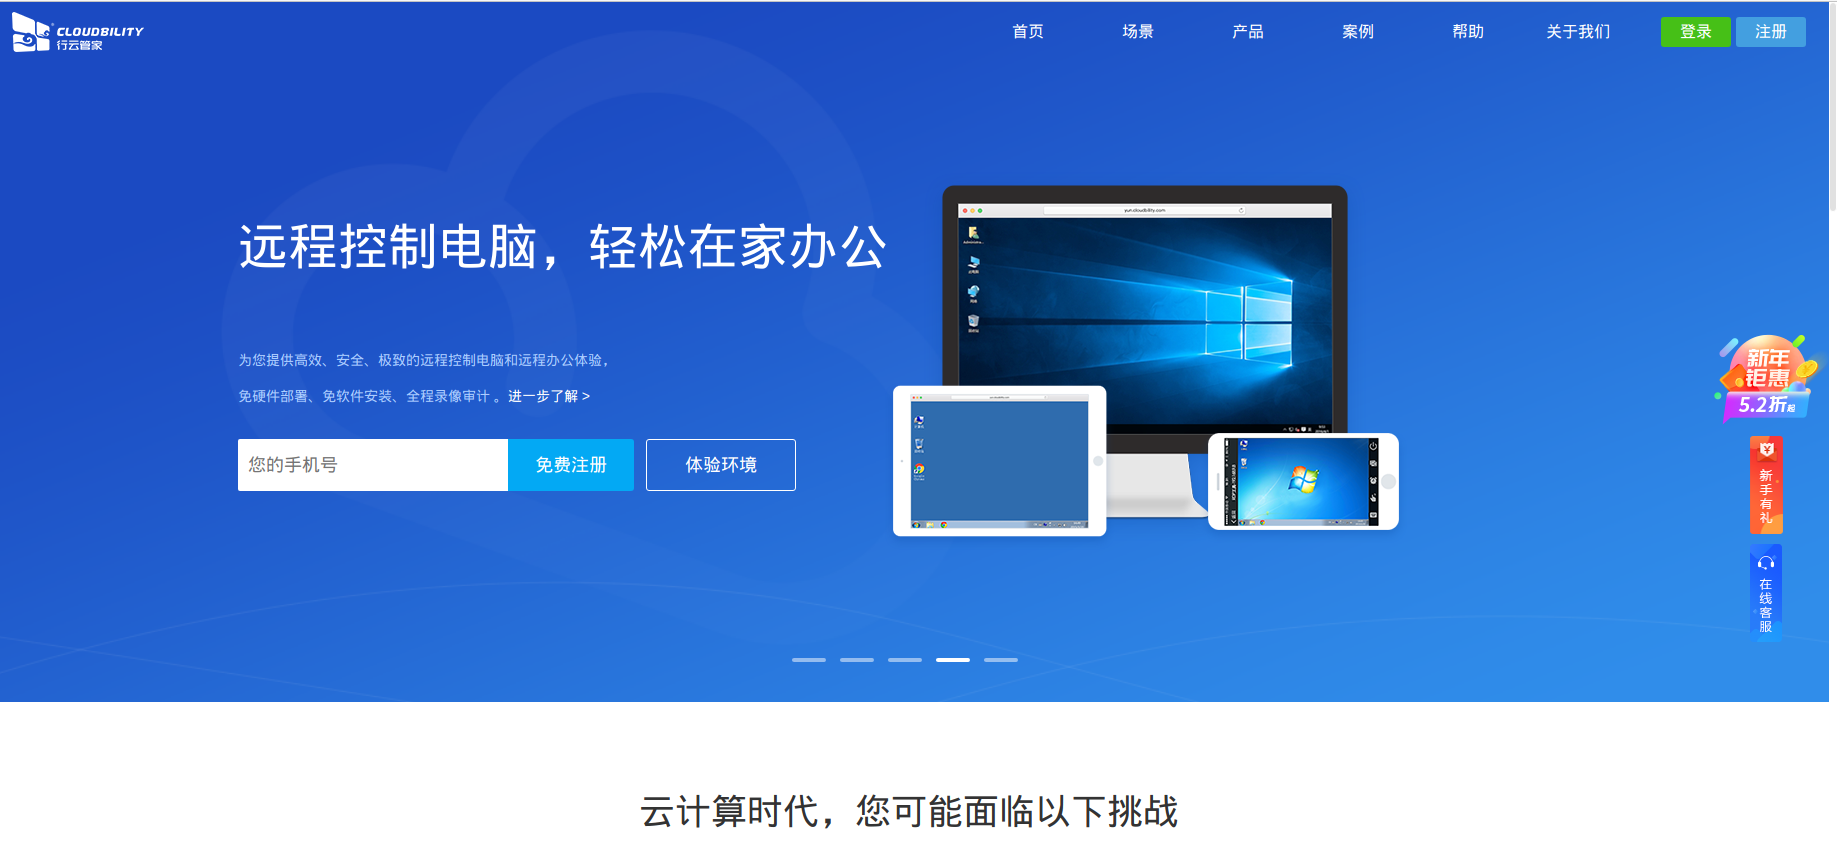 CLOUDBILITY
行云管家
首页 场景 产品 案例 帮助 关于我们 登录 注册
远程控制电脑，轻松在家办公
为您提供高效、安全、极致的远程控制电脑和远程办公体验，
免硬件部署、免软件安装、全程录像审计 。进一步了解 >
您的手机号 免费注册 体验环境
yun.cloudbility.com
新年
钜惠
5.2折起
新手有礼
在线客服
云计算时代，您可能面临以下挑战